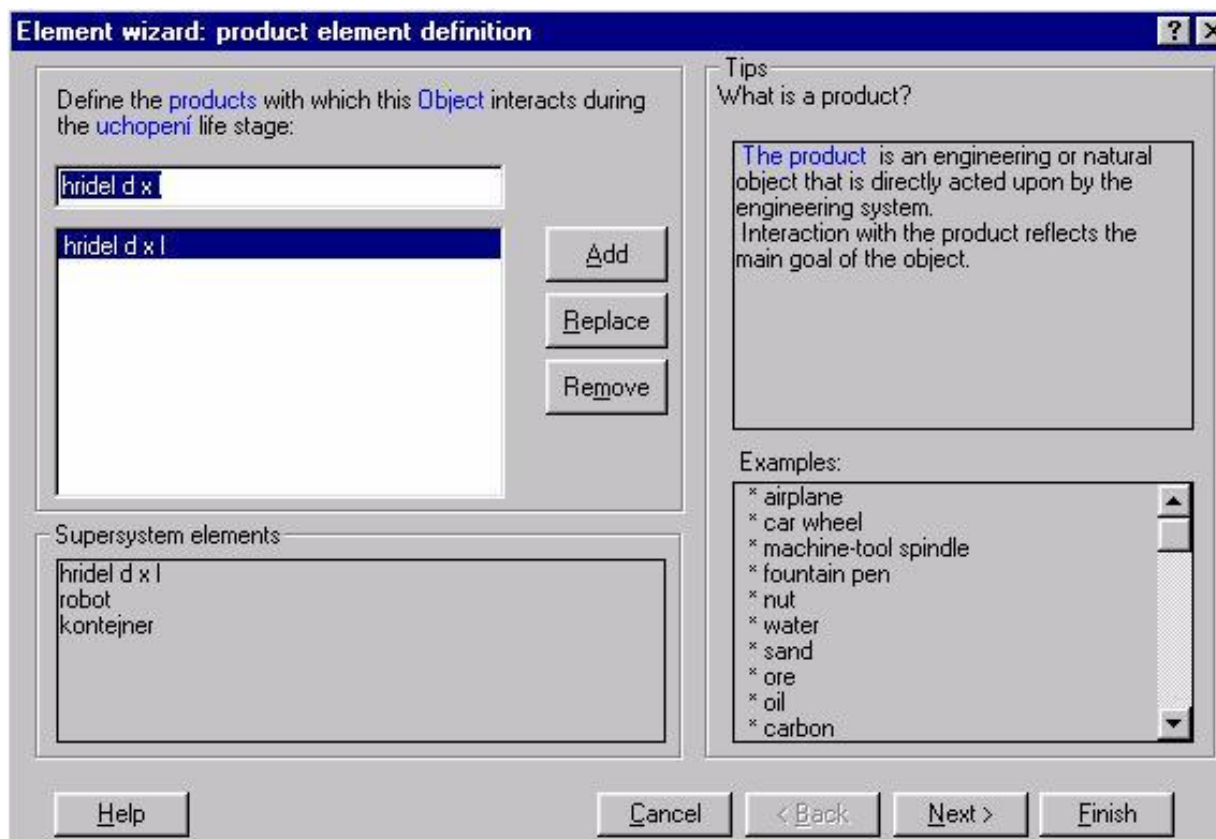 Element wizard: product element definition
Define the products with which this Object interacts during
the uchopení life stage:
hridel d x l
hridel d x l
Add
Replace
Remove
Supersystem elements
hridel d x l
robot
kontejner
Tips
What is a product?
The product is an engineering or natural
object that is directly acted upon by the
engineering system.
Interaction with the product reflects the
main goal of the object.
Examples:
* airplane
* car wheel
* machine-tool spindle
* fountain pen
* nut
* water
* sand
* ore
* oil
* carbon
Help
Cancel
< Back
Next >
Finish